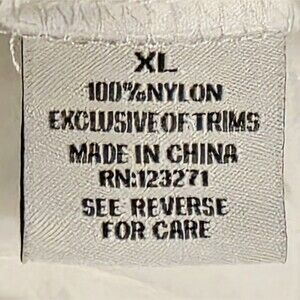 XL
100%NYLON
EXCLUSIVE OF TRIMS
MADE IN CHINA
RN:123271
SEE REVERSE
FOR CARE